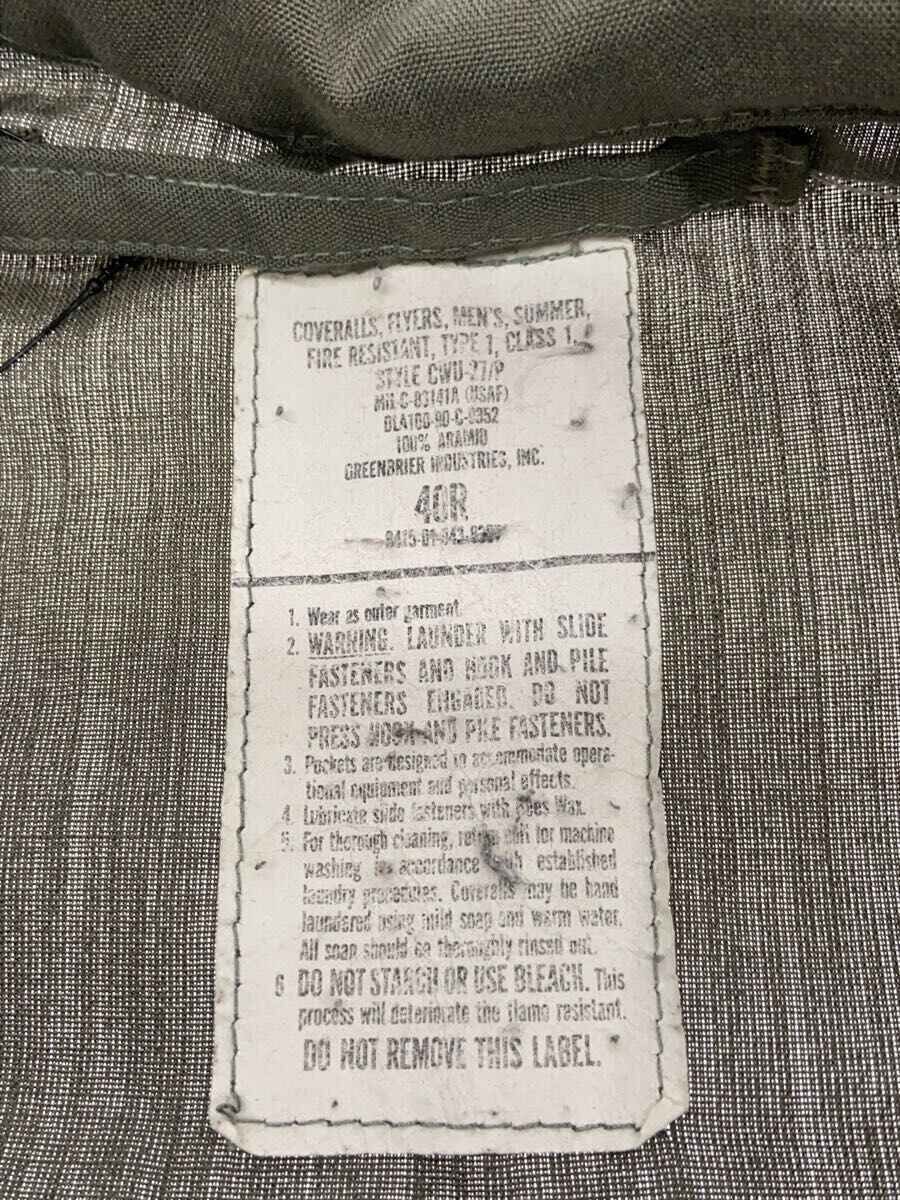 COVERALLS, FLYERS, MEN'S, SUMMER,
FIRE RESISTANT, TYPE 1, CLASS 1,
STYLE CWU-27/P
MIL-C-83141A (USAF)
DLA100-90-C-0352
100% ARAMID
GREENBRIER INDUSTRIES, INC.
40R
8415-01-043-
1. Wear as outer garment.
2. WARNING. LAUNDER WITH SLIDE
FASTENERS AND HOOK AND PILE
FASTENERS ENGAGED. DO NOT
PRESS HOOK AND PILE FASTENERS.
3. Pockets are designed to accommodate opera-
tional equipment and personal effects.
4. Lubricate slide fasteners with Bees Wax.
5. For thorough cleaning, return suit for machine
washing in accordance with established
laundry procedures. Coveralls may be hand
laundered using mild soap and warm water.
All soap should be thoroughly rinsed out.
6 DO NOT STARCH OR USE BLEACH. This
process will deteriorate the flame resistant.
DO NOT REMOVE THIS LABEL.